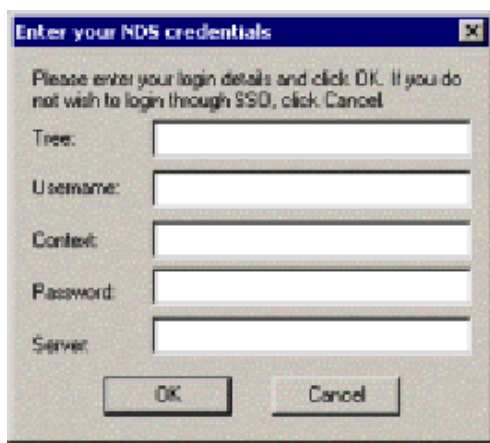 Enter your NDS credentials
Please enter your login details and click OK. If you do
not wish to login through SSO, click Cancel.
Tree:
Username:
Context:
Password:
Server:
OK
Cancel